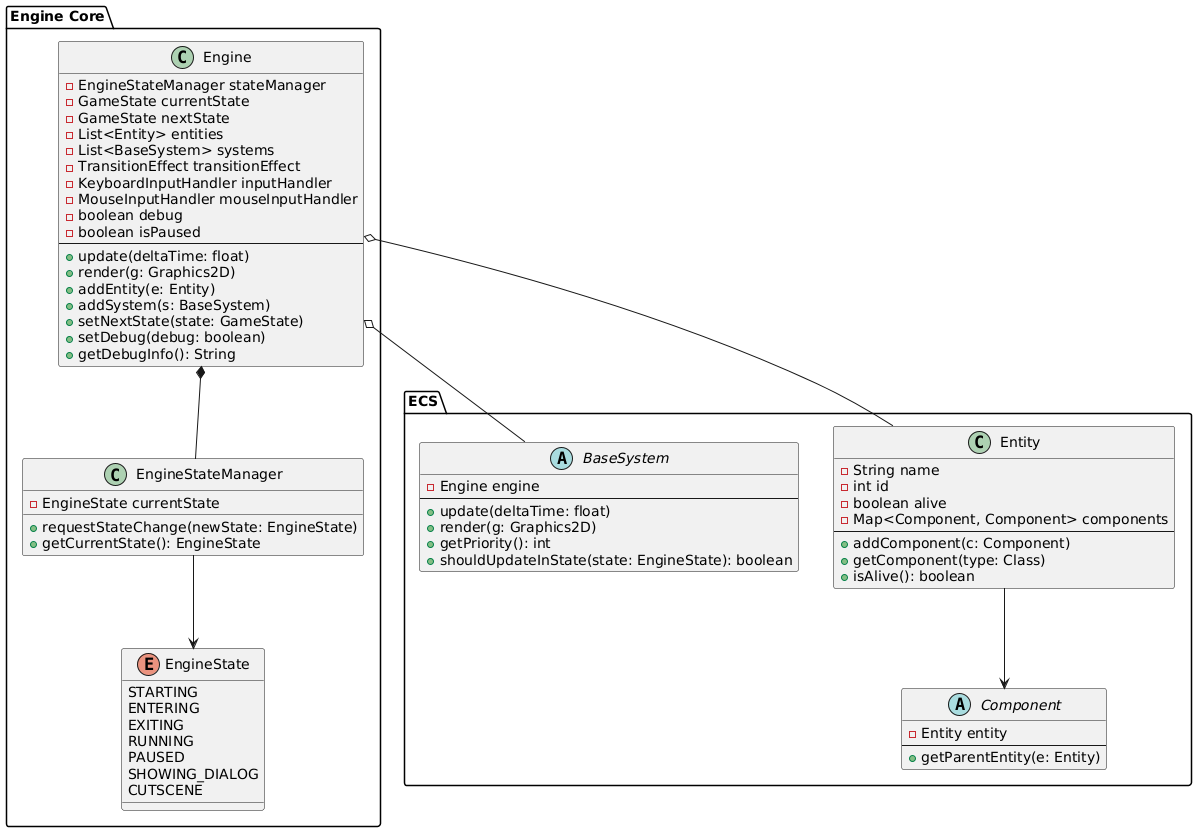 Engine Core
C Engine
EngineStateManager stateManager
GameState currentState
GameState nextState
List<Entity> entities
List<BaseSystem> systems
TransitionEffect transitionEffect
KeyboardInputHandler inputHandler
MouseInputHandler mouseInputHandler
boolean debug
boolean isPaused
update(deltaTime: float)
render(g: Graphics2D)
addEntity(e: Entity)
addSystem(s: BaseSystem)
setNextState(state: GameState)
setDebug(debug: boolean)
getDebugInfo(): String
C EngineStateManager
EngineState currentState
requestStateChange(newState: EngineState)
getCurrentState(): EngineState
E EngineState
STARTING
ENTERING
EXITING
RUNNING
PAUSED
SHOWING_DIALOG
CUTSCENE
ECS
A BaseSystem
Engine engine
update(deltaTime: float)
render(g: Graphics2D)
getPriority(): int
shouldUpdateInState(state: EngineState): boolean
C Entity
String name
int id
boolean alive
Map<Component, Component> components
addComponent(c: Component)
getComponent(type: Class)
isAlive(): boolean
A Component
Entity entity
getParentEntity(e: Entity)